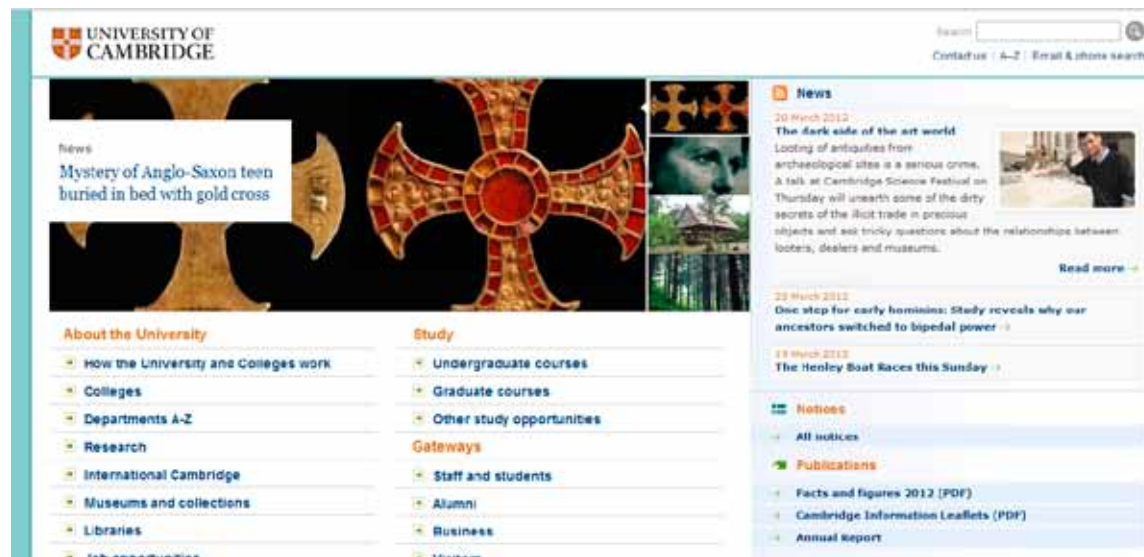 UNIVERSITY OF
CAMBRIDGE
Search
Contact us | A–Z | Email & phone search
News
Mystery of Anglo-Saxon teen
buried in bed with gold cross
About the University
How the University and Colleges work
Colleges
Departments A-Z
Research
International Cambridge
Museums and collections
Libraries
Job opportunities
Study
Undergraduate courses
Graduate courses
Other study opportunities
Gateways
Staff and students
Alumni
Business
Visitors
News
20 March 2012
The dark side of the art world
Looting of antiquities from
archaeological sites is a serious crime.
A talk at Cambridge Science Festival on
Thursday will unearth some of the dirty
secrets of the illicit trade in precious
objects and ask tricky questions about the relationships between
looters, dealers and museums.
Read more
March 2012
One step for early hominins: Study reveals why our
ancestors switched to bipedal power
March 2012
The Henley Boat Races this Sunday
Notices
All notices
Publications
Facts and figures 2012 (PDF)
Cambridge Information Leaflets (PDF)
Annual Report